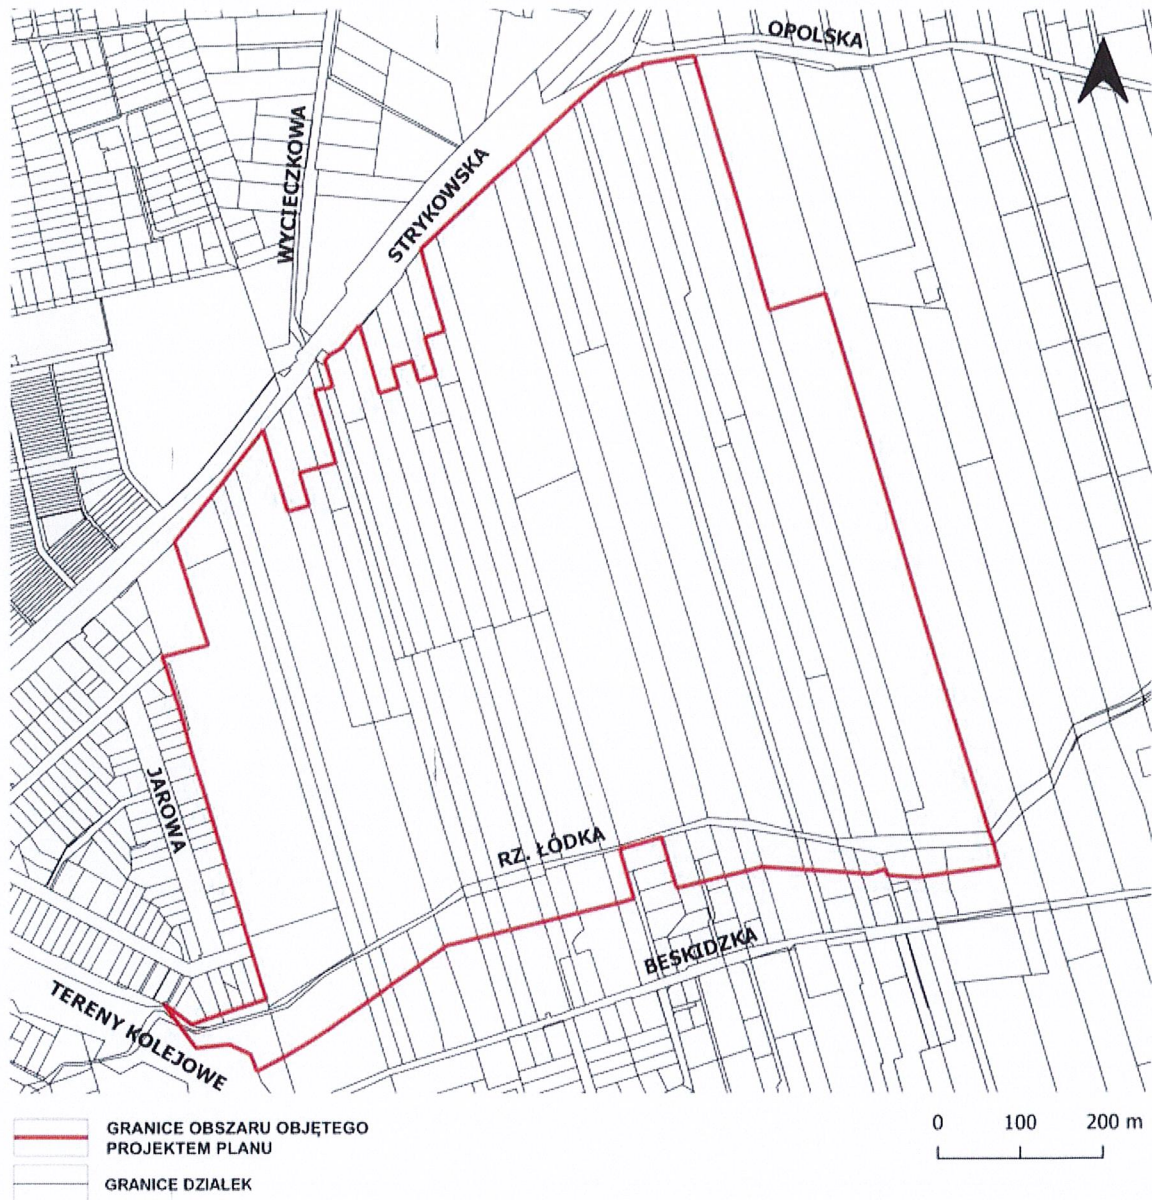 OPOLSKA
WYCIECZKOWA
STRYKOWSKA
JAROWA
RZ. ŁÓDKA
BESKIDZKA
TERENY KOLEJOWE
GRANICE OBSZARU OBJĘTEGO
PROJEKTEM PLANU
GRANICE DZIAŁEK
0 100 200 m